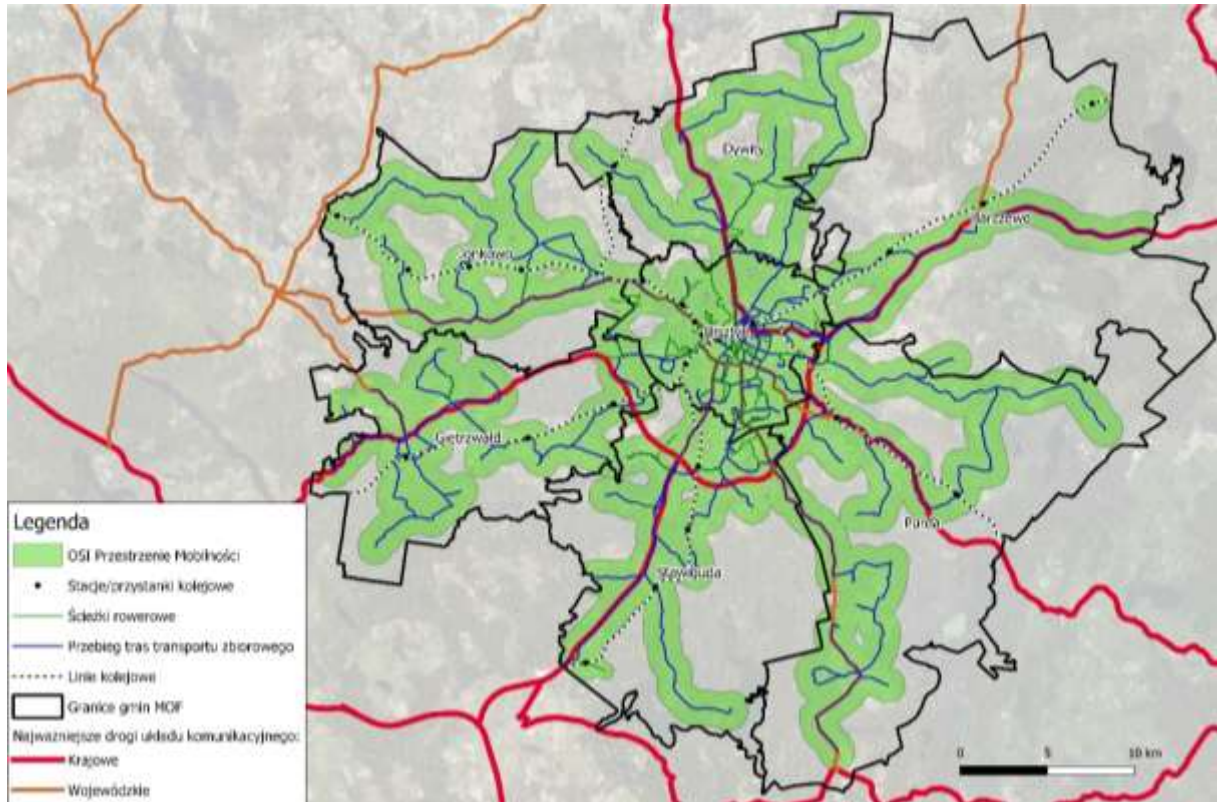 Dywity
Barczewo
Jonkowo
Olsztyn
Gietrzwałd
Purda
Stawiguda
Legenda
OSI Przestrzenie Mobilności
Stacje/przystanki kolejowe
Ścieżki rowerowe
Przebieg tras transportu zbiorowego
Linie kolejowe
Granice gmin MOF
Najważniejsze drogi układu komunikacyjnego:
Krajowe
Wojewódzkie
0 5 10 km